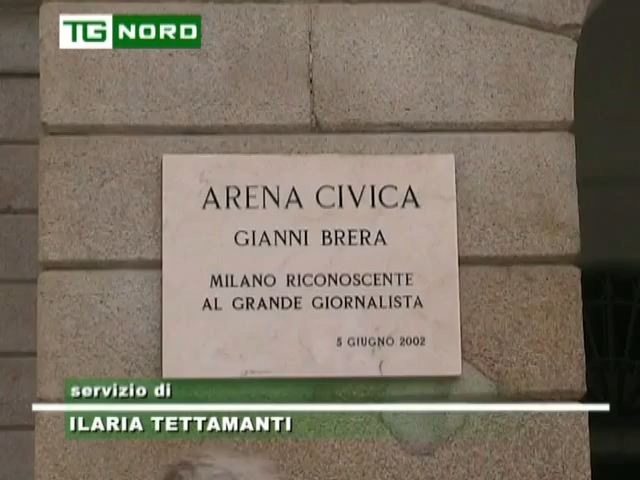 TG NORD
ARENA CIVICA
GIANNI BRERA
MILANO RICONOSCENTE
AL GRANDE GIORNALISTA
5 GIUGNO 2002
servizio di
ILARIA TETTAMANTI